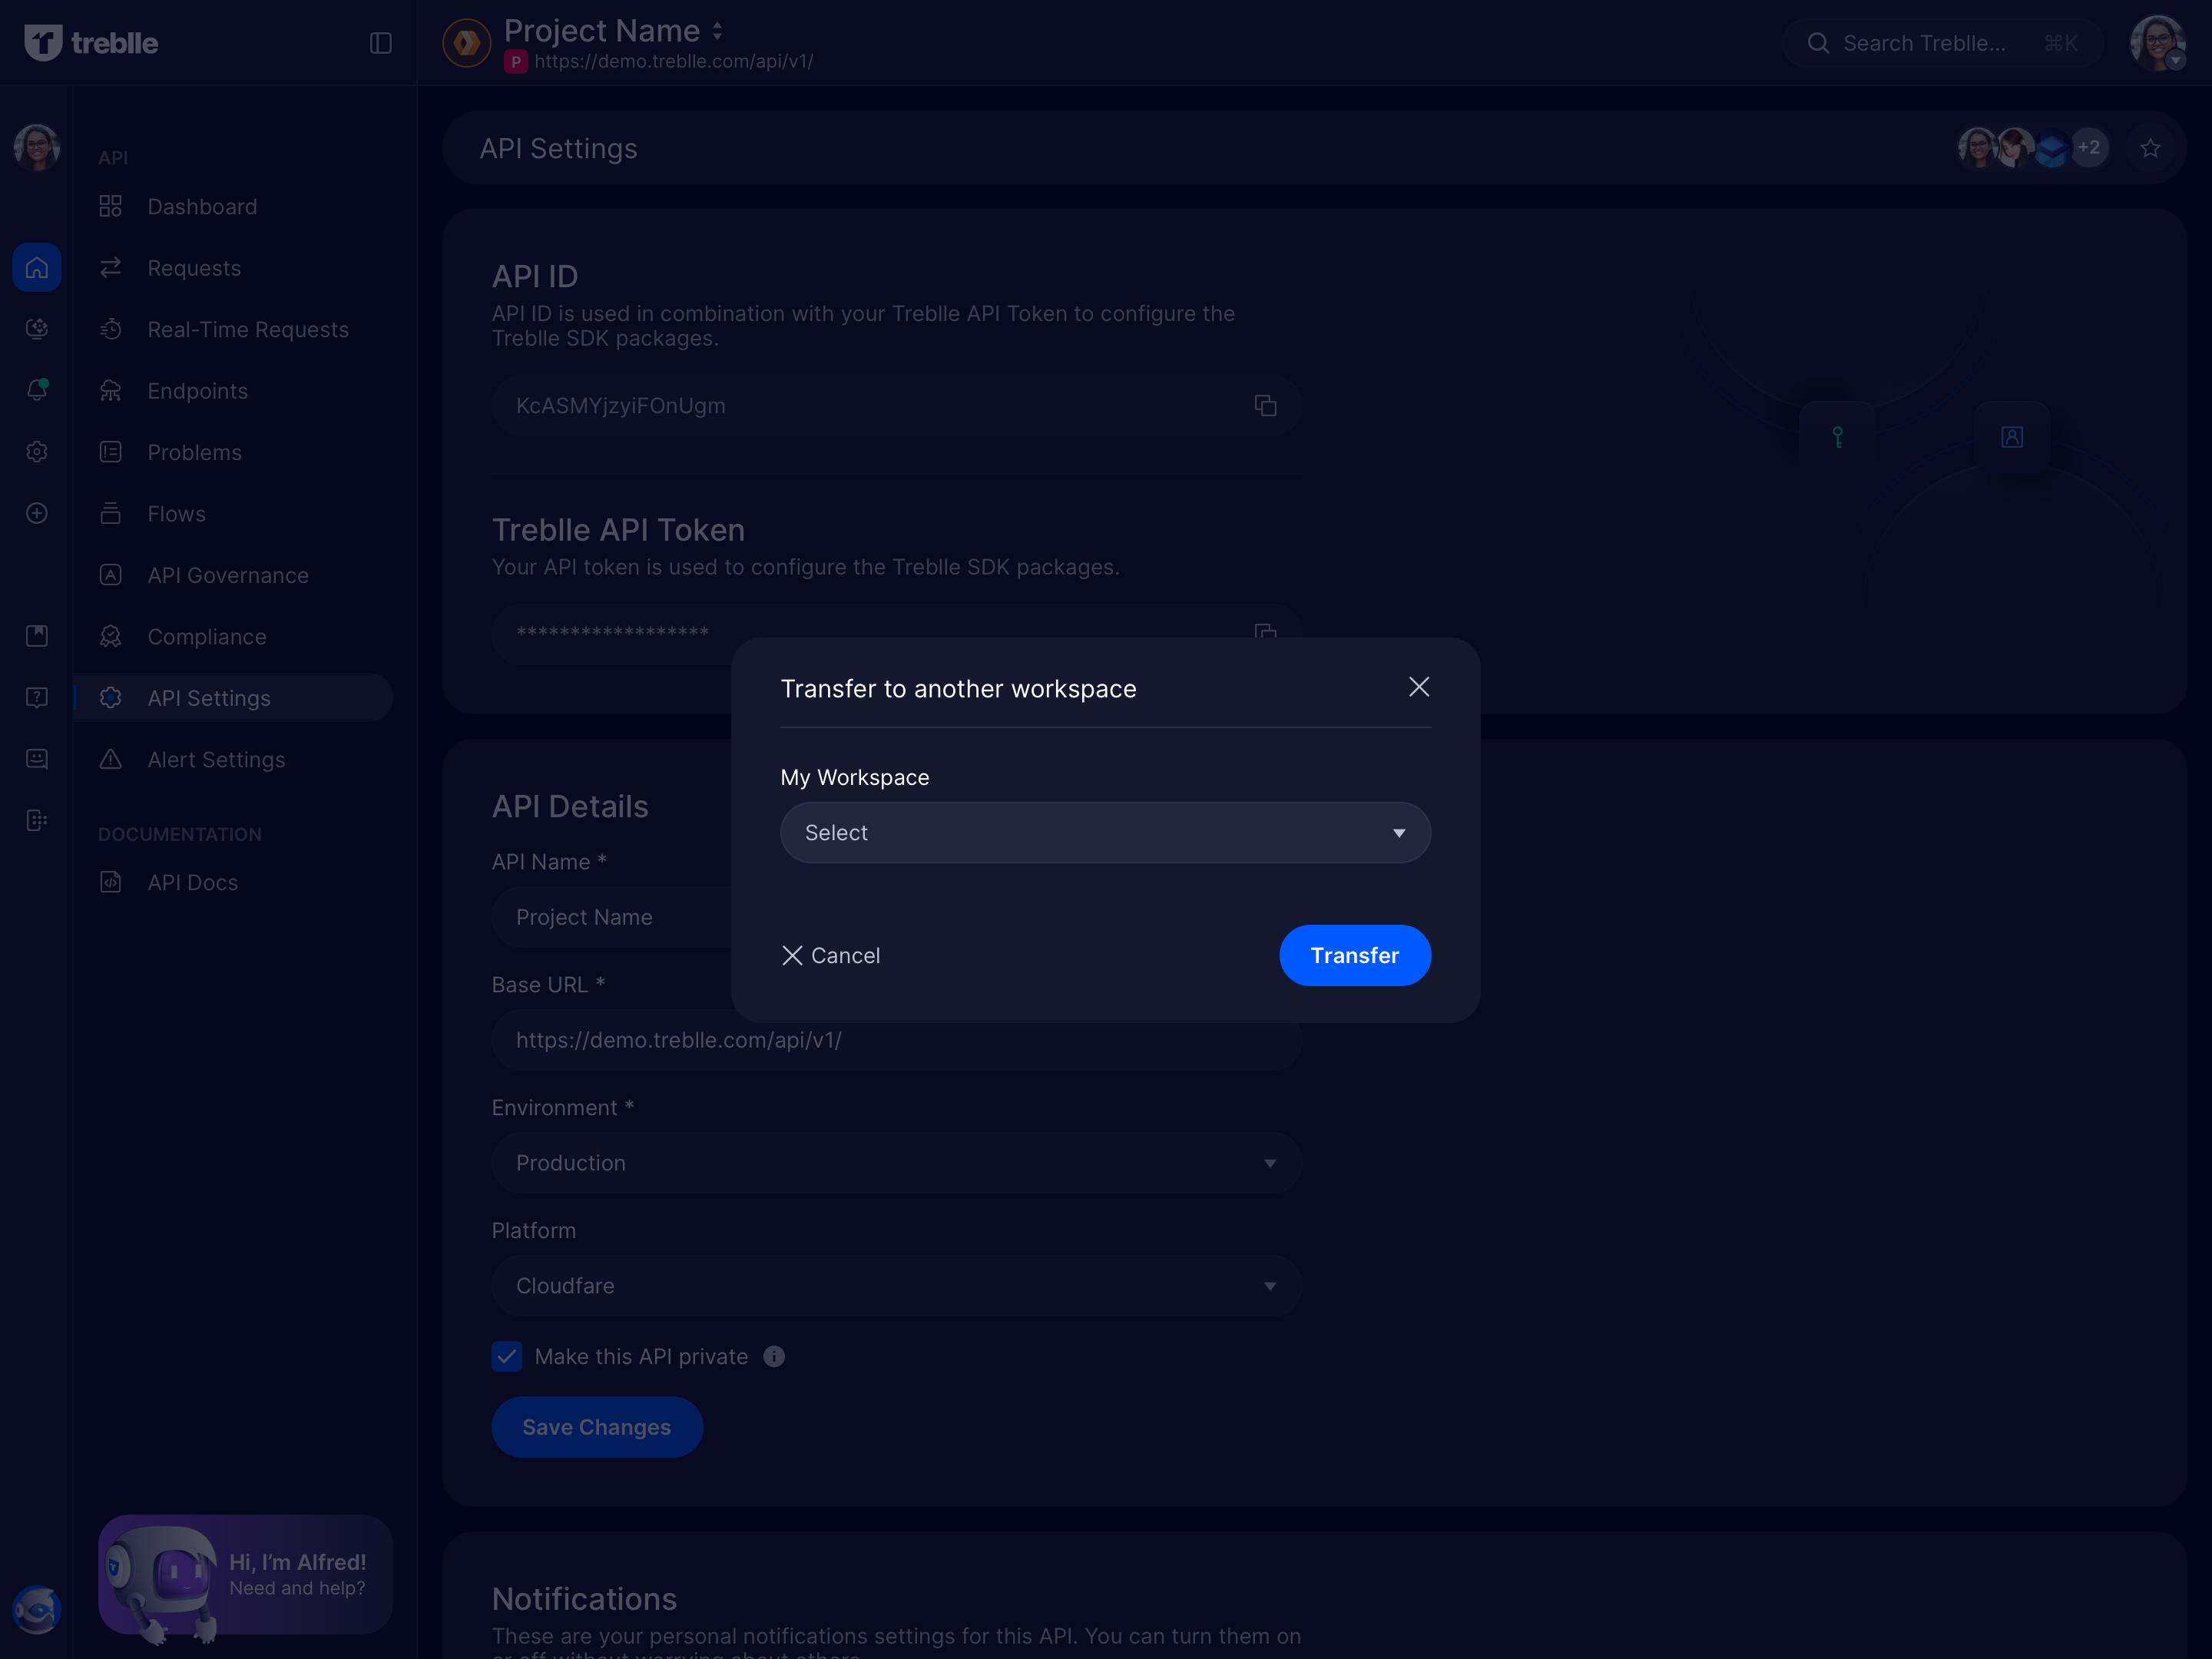 treblle
Project Name
P https://demo.treblle.com/api/v1/
Search Treblle... ⌘K
API
Dashboard
Requests
Real-Time Requests
Endpoints
Problems
Flows
API Governance
Compliance
API Settings
Alert Settings
DOCUMENTATION
API Docs
Hi, I’m Alfred!
Need and help?
API Settings
+2
API ID
API ID is used in combination with your Treblle API Token to configure the
Treblle SDK packages.
KcASMYjzyiFOnUgm
Treblle API Token
Your API token is used to configure the Treblle SDK packages.
******************
Transfer to another workspace
My Workspace
Select
Cancel
Transfer
API Details
API Name *
Project Name
Base URL *
https://demo.treblle.com/api/v1/
Environment *
Production
Platform
Cloudfare
Make this API private
Save Changes
Notifications
These are your personal notifications settings for this API. You can turn them on
or off without worrying about others.